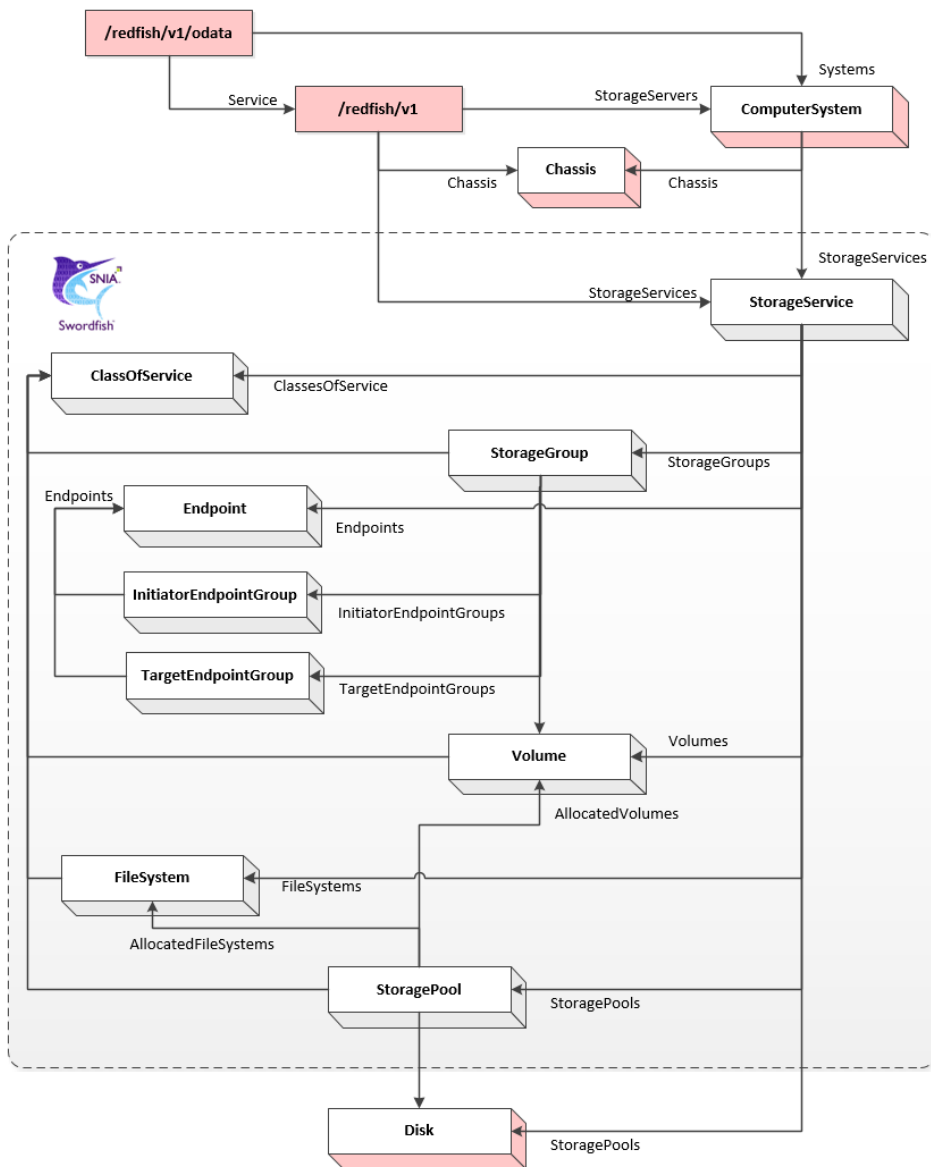 /redfish/v1/odata
Systems
Service
StorageServers
/redfish/v1
ComputerSystem
Chassis
Chassis
Chassis
StorageServices
SNIA
Swordfish
StorageServices
StorageService
ClassOfService
ClassesOfService
StorageGroup
StorageGroups
Endpoints
Endpoint
Endpoints
InitiatorEndpointGroup
InitiatorEndpointGroups
TargetEndpointGroup
TargetEndpointGroups
Volumes
Volume
AllocatedVolumes
FileSystem
FileSystems
AllocatedFileSystems
StoragePool
StoragePools
Disk
StoragePools